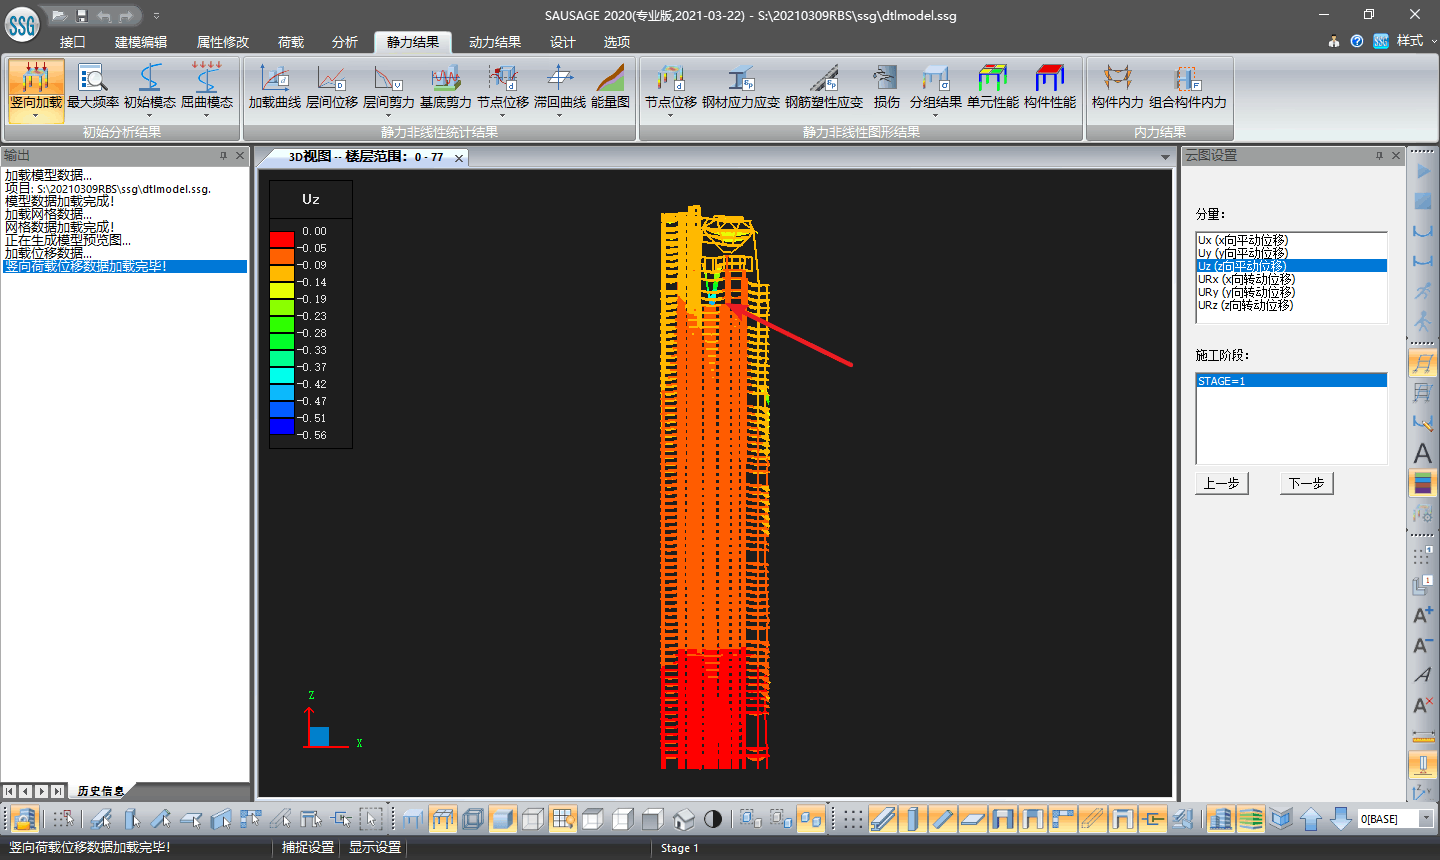 SSG
SAUSAGE 2020(专业版,2021-03-22) - S:\20210309RBS\ssg\dtlmodel.ssg
接口 建模编辑 属性修改 荷载 分析 静力结果 动力结果 设计 选项
SSG 样式
竖向加载 最大频率 初始模态 屈曲模态 加载曲线 层间位移 层间剪力 基底剪力 节点位移 滞回曲线 能量图 节点位移 钢材应力应变 钢筋塑性应变 损伤 分组结果 单元性能 构件性能 构件内力 组合构件内力
初始分析结果 静力非线性统计结果 静力非线性图形结果 内力结果
输出
加载模型数据...
项目: S:\20210309RBS\ssg\dtlmodel.ssg.
模型数据加载完成!
加载网格数据...
网格数据加载完成!
正在生成模型预览图...
加载位移数据...
竖向荷载位移数据加载完毕!
历史信息
3D视图 -- 楼层范围: 0 - 77
Uz
0.00
-0.05
-0.09
-0.14
-0.19
-0.23
-0.28
-0.33
-0.37
-0.42
-0.47
-0.51
-0.56
Z
X
云图设置
分量:
Ux (x向平动位移)
Uy (y向平动位移)
Uz (z向平动位移)
URx (x向转动位移)
URy (y向转动位移)
URz (z向转动位移)
施工阶段:
STAGE=1
上一步 下一步
0[BASE]
竖向荷载位移数据加载完毕! 捕捉设置 显示设置 Stage 1